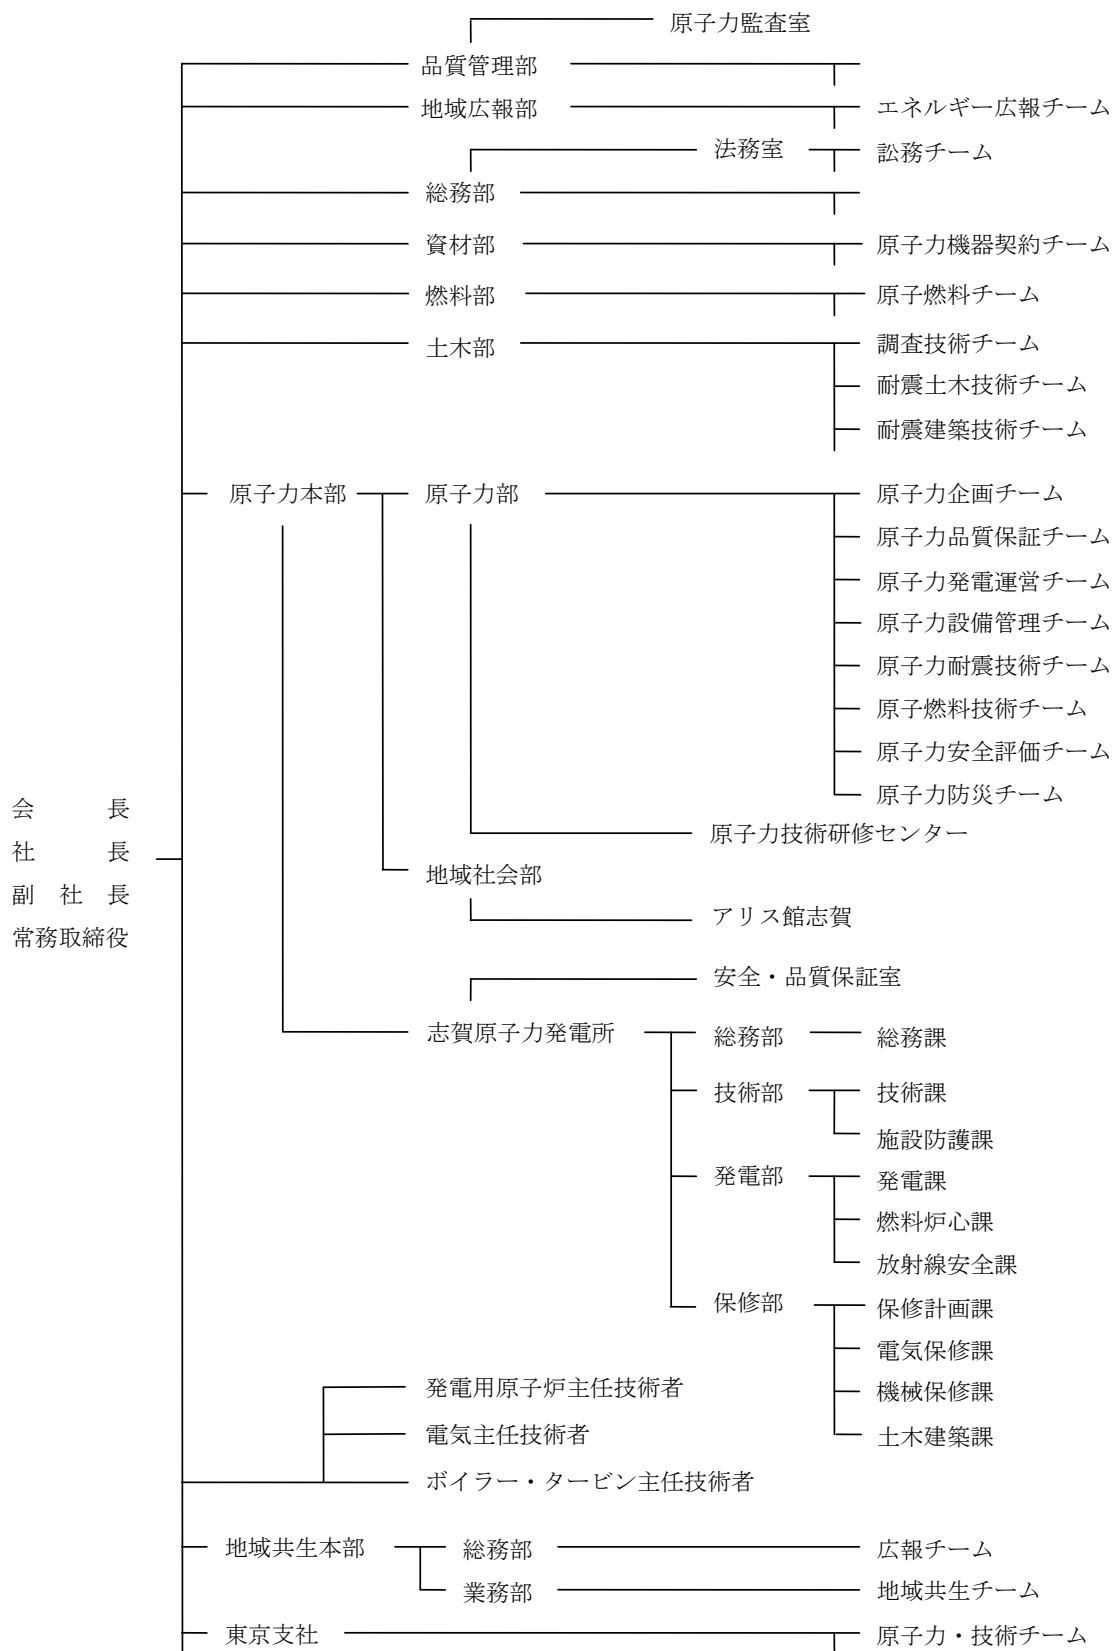 原子力監査室
品質管理部
地域広報部 エネルギー広報チーム
法務室 訟務チーム
総務部
資材部 原子力機器契約チーム
燃料部 原子燃料チーム
土木部 調査技術チーム
耐震土木技術チーム
耐震建築技術チーム
原子力本部 原子力部 原子力企画チーム
原子力品質保証チーム
原子力発電運営チーム
原子力設備管理チーム
原子力耐震技術チーム
原子燃料技術チーム
原子力安全評価チーム
原子力防災チーム
会長
原子力技術研修センター
社長
地域社会部
副社長
アリス館志賀
常務取締役
安全・品質保証室
志賀原子力発電所 総務部 総務課
技術部 技術課
施設防護課
発電部 発電課
燃料炉心課
放射線安全課
保修部 保修計画課
電気保修課
発電用原子炉主任技術者 機械保修課
電気主任技術者 土木建築課
ボイラー・タービン主任技術者
地域共生本部 総務部 広報チーム
業務部 地域共生チーム
東京支社 原子力・技術チーム